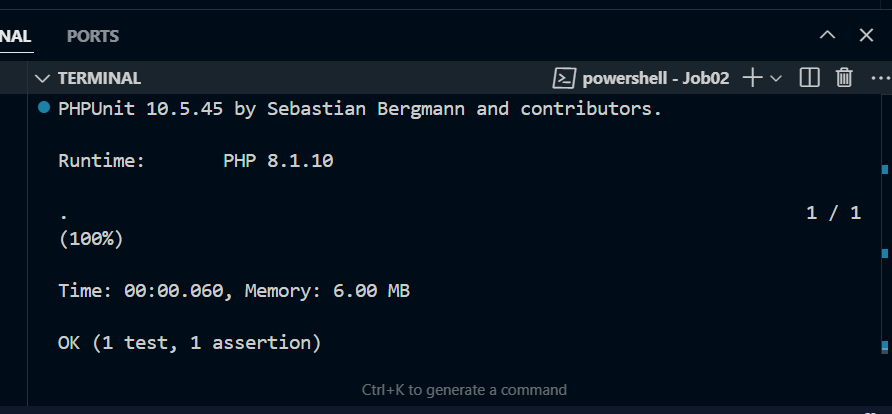 NAL PORTS
TERMINAL powershell - Job02
PHPUnit 10.5.45 by Sebastian Bergmann and contributors.
Runtime: PHP 8.1.10
. 1 / 1
(100%)
Time: 00:00.060, Memory: 6.00 MB
OK (1 test, 1 assertion)
Ctrl+K to generate a command